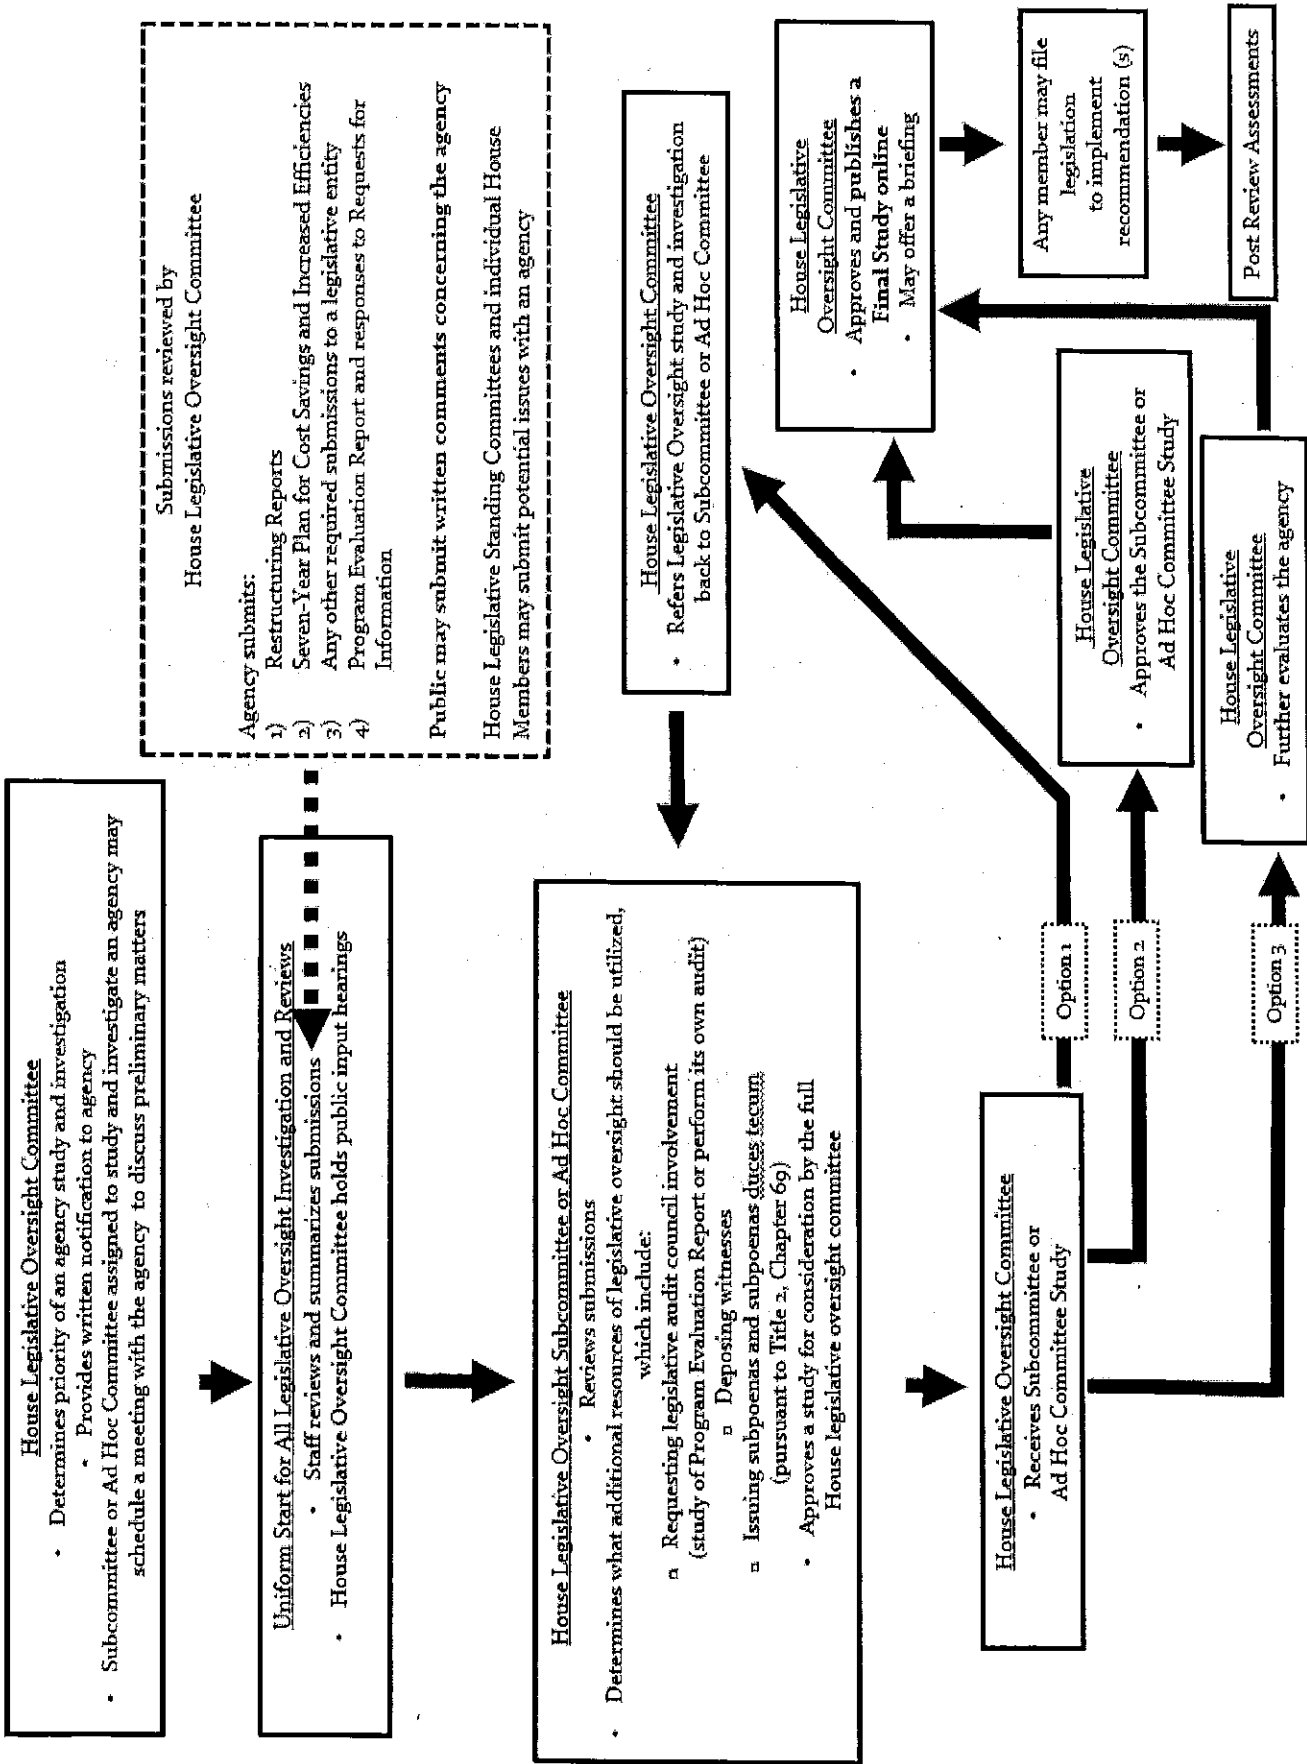 House Legislative Oversight Committee
• Determines priority of an agency study and investigation
• Provides written notification to agency
• Subcommittee or Ad Hoc Committee assigned to study and investigate an agency may
schedule a meeting with the agency to discuss preliminary matters
Submissions reviewed by
House Legislative Oversight Committee
Agency submits:
1) Restructuring Reports
2) Seven-Year Plan for Cost Savings and Increased Efficiencies
3) Any other required submissions to a legislative entity
4) Program Evaluation Report and responses to Requests for
Information
Public may submit written comments concerning the agency
House Legislative Standing Committees and individual House
Members may submit potential issues with an agency
Uniform Start for All Legislative Oversight Investigation and Reviews
• Staff reviews and summarizes submissions
• House Legislative Oversight Committee holds public input hearings
House Legislative Oversight Subcommittee or Ad Hoc Committee
• Reviews submissions
• Determines what additional resources of legislative oversight should be utilized,
which include:
▫ Requesting legislative audit council involvement
(study of Program Evaluation Report or perform its own audit)
▫ Deposing witnesses
▫ Issuing subpoenas and subpoenas duces tecum
(pursuant to Title 2, Chapter 69)
• Approves a study for consideration by the full
House legislative oversight committee
House Legislative Oversight Committee
• Refers Legislative Oversight study and investigation
back to Subcommittee or Ad Hoc Committee
House Legislative Oversight Committee
• Receives Subcommittee or
Ad Hoc Committee Study
Option 1
Option 2
Option 3
House Legislative
Oversight Committee
• Approves the Subcommittee or
Ad Hoc Committee Study
House Legislative
Oversight Committee
• Further evaluates the agency
House Legislative
Oversight Committee
• Approves and publishes a
Final Study online
• May offer a briefing
Any member may file
legislation
to implement
recommendation (s)
Post Review Assessments